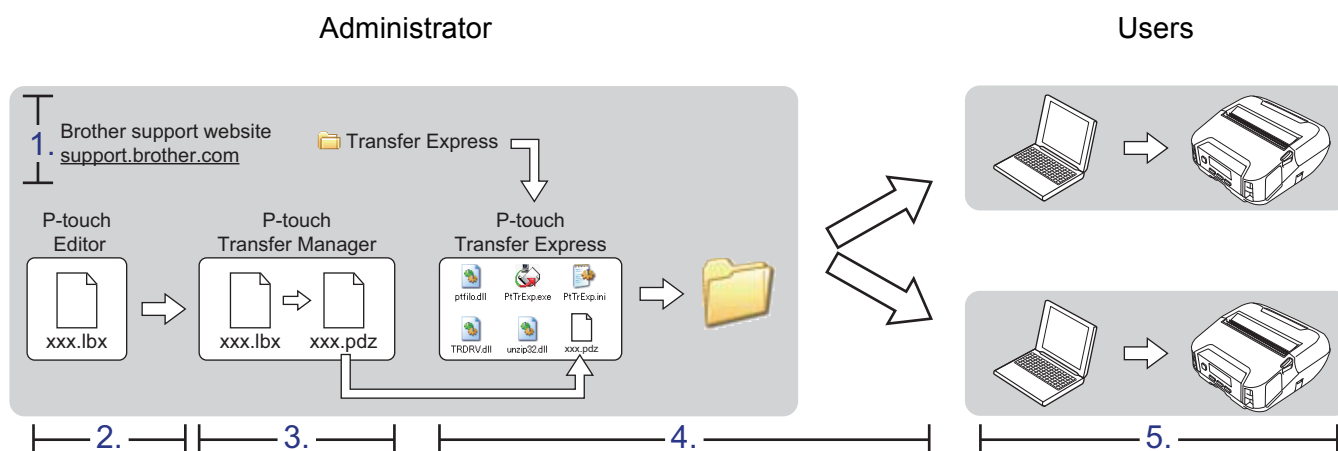 Administrator
Users
1.
Brother support website
support.brother.com
Transfer Express
P-touch
Editor
xxx.lbx
P-touch
Transfer Manager
xxx.lbx
xxx.pdz
P-touch
Transfer Express
ptfilo.dll
PtTrExp.exe
PtTrExp.ini
TRDRV.dll
unzip32.dll
xxx.pdz
2.
3.
4.
5.